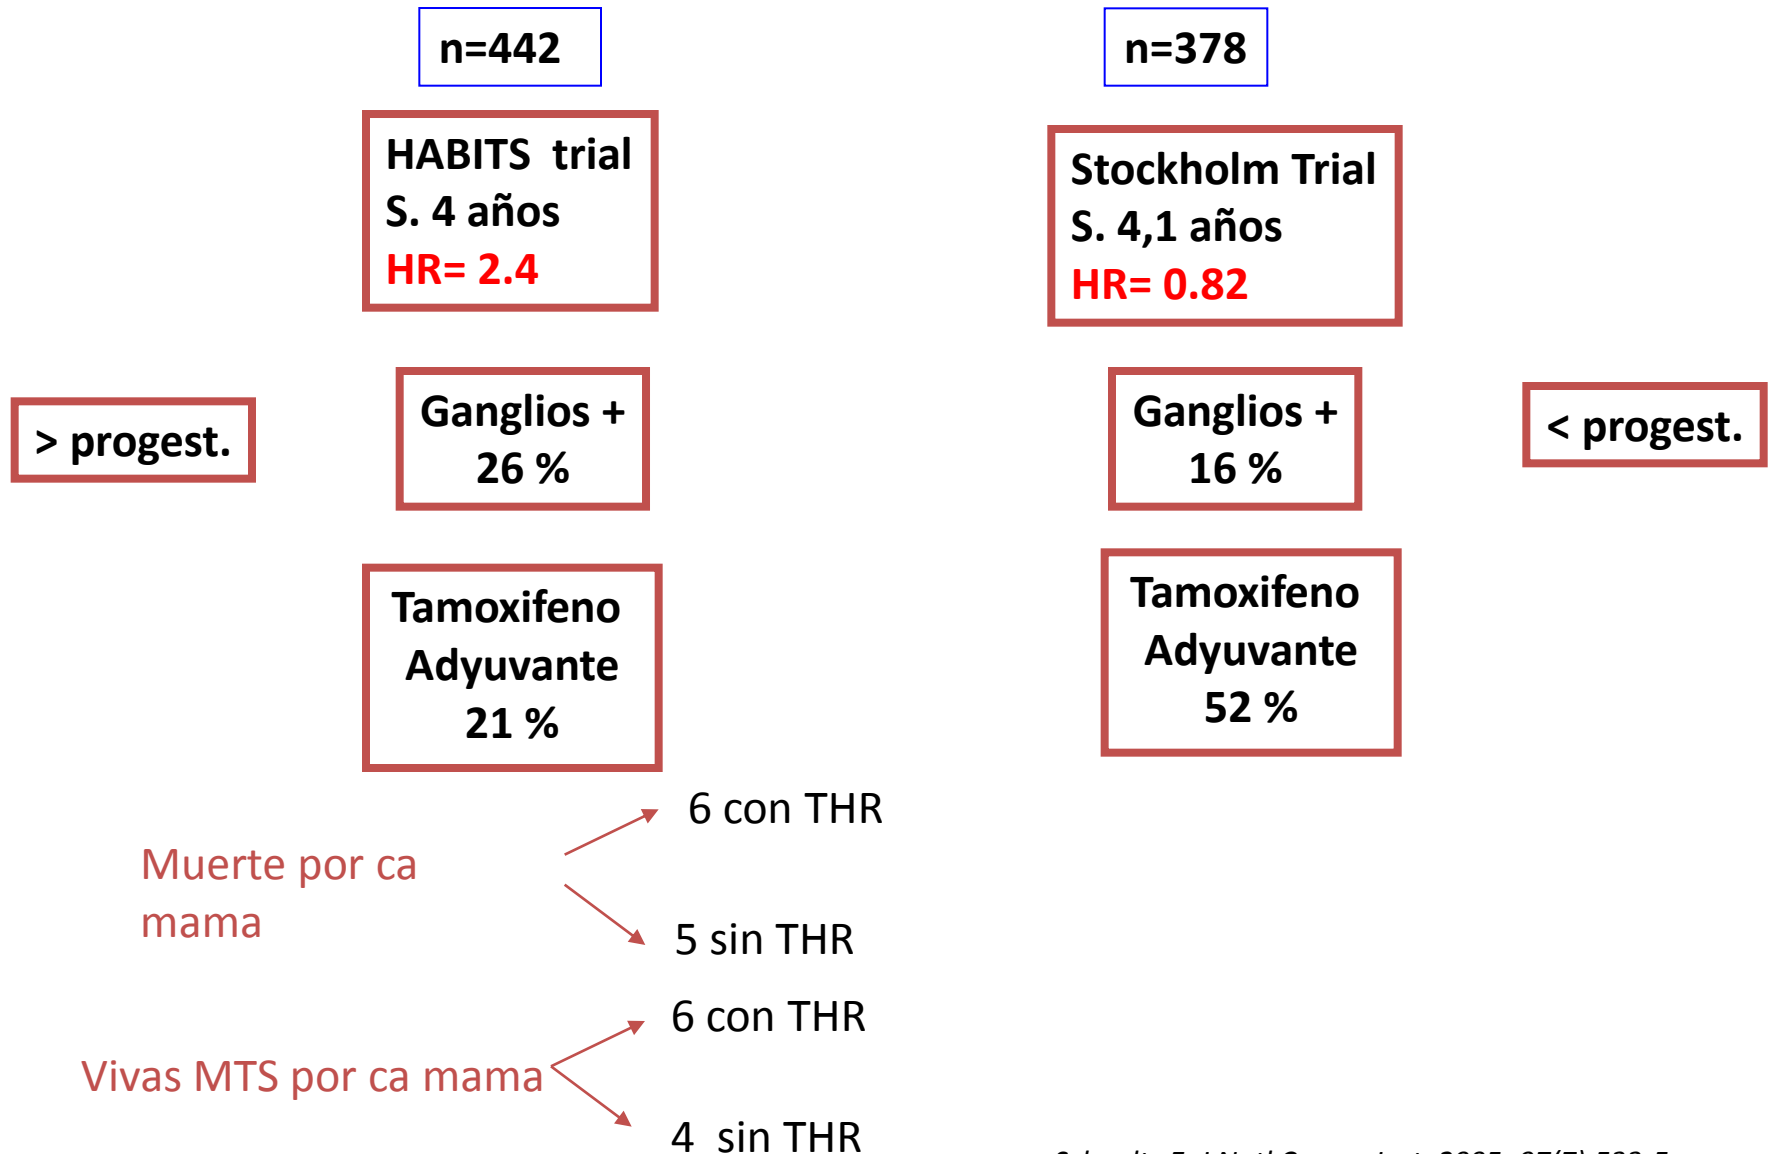 n=442
HABITS trial
S. 4 años
HR= 2.4
> progest.
Ganglios +
26 %
Tamoxifeno
Adyuvante
21 %
Muerte por ca
mama
6 con THR
5 sin THR
Vivas MTS por ca mama
6 con THR
4 sin THR
n=378
Stockholm Trial
S. 4,1 años
HR= 0.82
Ganglios +
16 %
< progest.
Tamoxifeno
Adyuvante
52 %